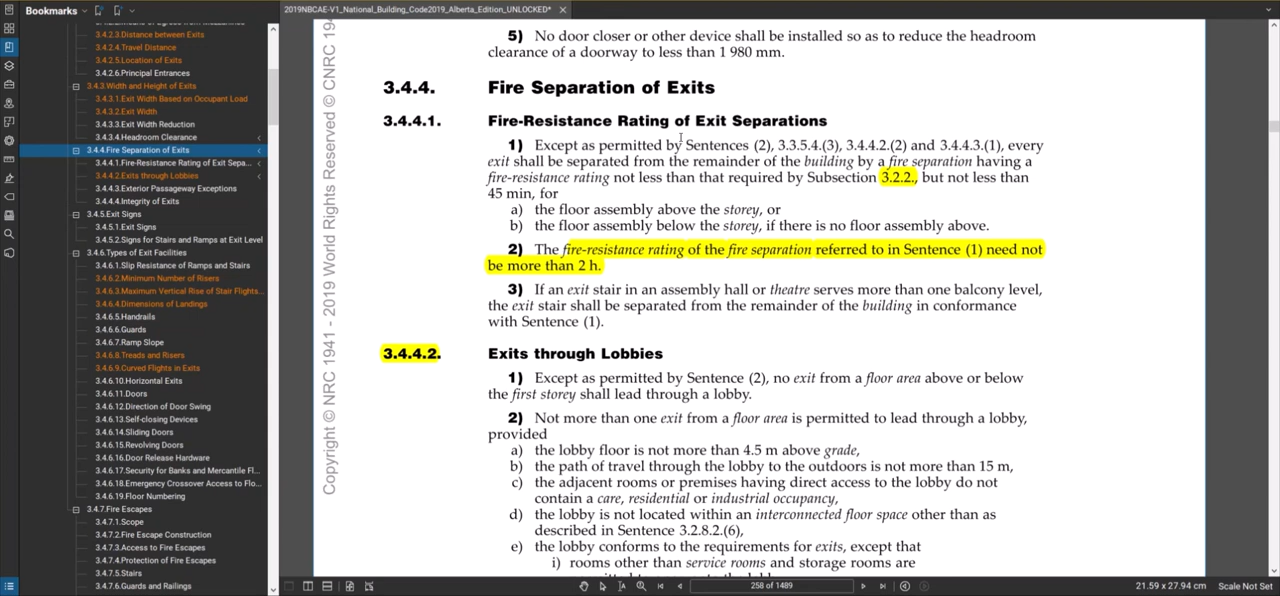 Bookmarks
2019NBCAE-V1_National_Building_Code2019_Alberta_Edition_UNLOCKED*
3.4.2.3.Distance between Exits
3.4.2.4.Travel Distance
3.4.2.5.Location of Exits
3.4.2.6.Principal Entrances
3.4.3.Width and Height of Exits
3.4.3.1.Exit Width Based on Occupant Load
3.4.3.2.Exit Width
3.4.3.3.Exit Width Reduction
3.4.3.4.Headroom Clearance
3.4.4.Fire Separation of Exits
3.4.4.1.Fire-Resistance Rating of Exit Sepa...
3.4.4.2.Exits through Lobbies
3.4.4.3.Exterior Passageway Exceptions
3.4.4.4.Integrity of Exits
3.4.5.Exit Signs
3.4.5.1.Exit Signs
3.4.5.2.Signs for Stairs and Ramps at Exit Level
3.4.6.Types of Exit Facilities
3.4.6.1.Slip Resistance of Ramps and Stairs
3.4.6.2.Minimum Number of Risers
3.4.6.3.Maximum Vertical Rise of Stair Flights...
3.4.6.4.Dimensions of Landings
3.4.6.5.Handrails
3.4.6.6.Guards
3.4.6.7.Ramp Slope
3.4.6.8.Treads and Risers
3.4.6.9.Curved Flights in Exits
3.4.6.10.Horizontal Exits
3.4.6.11.Doors
3.4.6.12.Direction of Door Swing
3.4.6.13.Self-closing Devices
3.4.6.14.Sliding Doors
3.4.6.15.Revolving Doors
3.4.6.16.Door Release Hardware
3.4.6.17.Security for Banks and Mercantile Fl...
3.4.6.18.Emergency Crossover Access to Flo...
3.4.6.19.Floor Numbering
3.4.7.Fire Escapes
3.4.7.1.Scope
3.4.7.2.Fire Escape Construction
3.4.7.3.Access to Fire Escapes
3.4.7.4.Protection of Fire Escapes
3.4.7.5.Stairs
3.4.7.6.Guards and Railings
Copyright © NRC 1941 - 2019 World Rights Reserved © CNRC 194
5) No door closer or other device shall be installed so as to reduce the headroom
clearance of a doorway to less than 1 980 mm.
3.4.4. Fire Separation of Exits
3.4.4.1. Fire-Resistance Rating of Exit Separations
1) Except as permitted by Sentences (2), 3.3.5.4.(3), 3.4.4.2.(2) and 3.4.4.3.(1), every
exit shall be separated from the remainder of the building by a fire separation having a
fire-resistance rating not less than that required by Subsection 3.2.2., but not less than
45 min, for
a) the floor assembly above the storey, or
b) the floor assembly below the storey, if there is no floor assembly above.
2) The fire-resistance rating of the fire separation referred to in Sentence (1) need not
be more than 2 h.
3) If an exit stair in an assembly hall or theatre serves more than one balcony level,
the exit stair shall be separated from the remainder of the building in conformance
with Sentence (1).
3.4.4.2. Exits through Lobbies
1) Except as permitted by Sentence (2), no exit from a floor area above or below
the first storey shall lead through a lobby.
2) Not more than one exit from a floor area is permitted to lead through a lobby,
provided
a) the lobby floor is not more than 4.5 m above grade,
b) the path of travel through the lobby to the outdoors is not more than 15 m,
c) the adjacent rooms or premises having direct access to the lobby do not
contain a care, residential or industrial occupancy,
d) the lobby is not located within an interconnected floor space other than as
described in Sentence 3.2.8.2.(6),
e) the lobby conforms to the requirements for exits, except that
i) rooms other than service rooms and storage rooms are
258 of 1489
21.59 x 27.94 cm
Scale Not Set